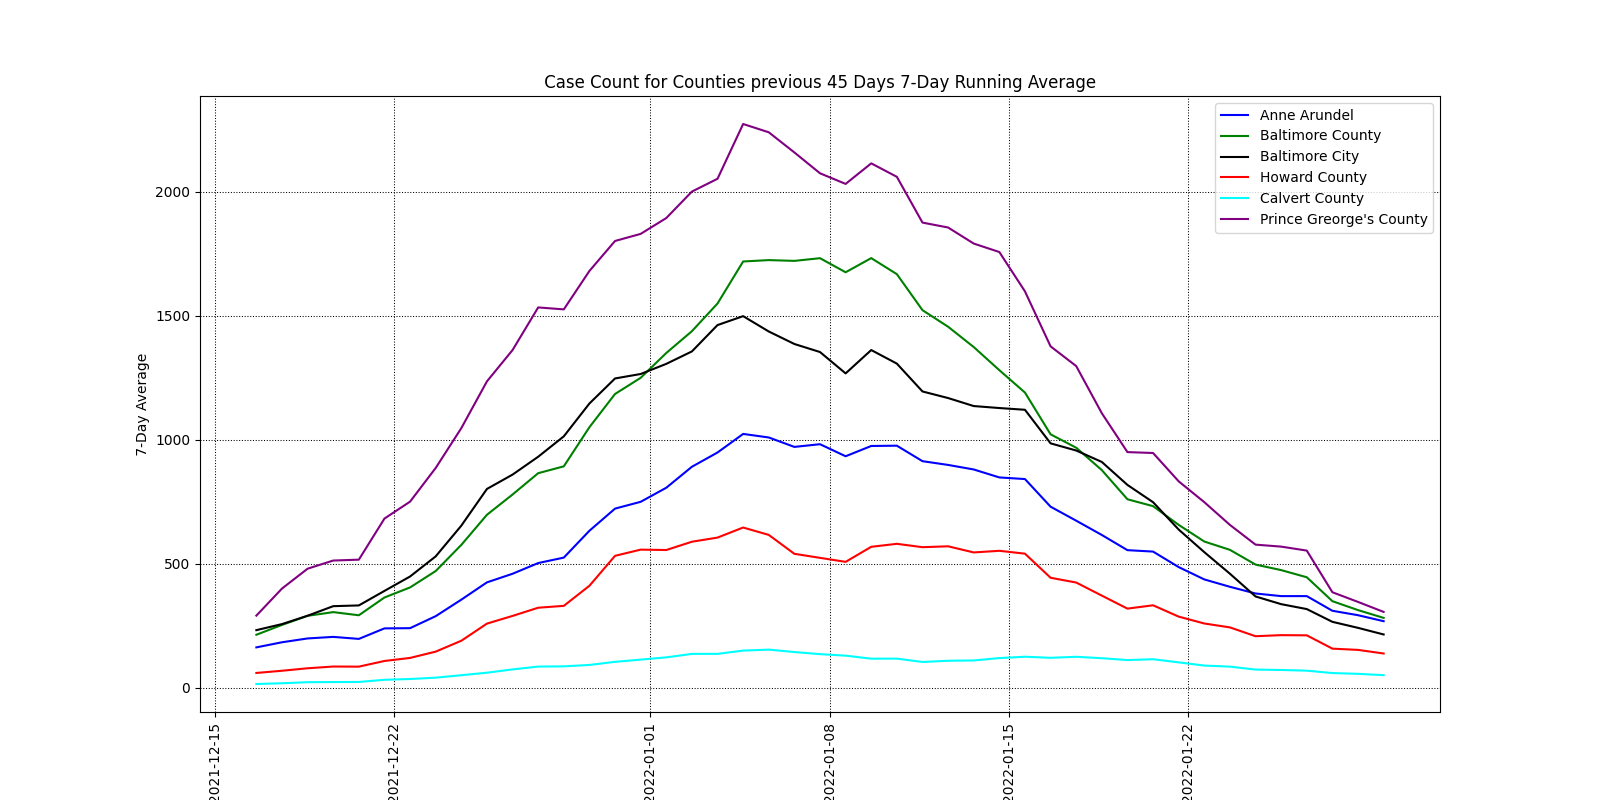 Case Count for Counties previous 45 Days 7-Day Running Average
Anne Arundel
Baltimore County
Baltimore City
Howard County
Calvert County
Prince Greorge's County
7-Day Average
2000
1500
1000
500
0
2021-12-15
2021-12-22
2022-01-01
2022-01-08
2022-01-15
2022-01-22